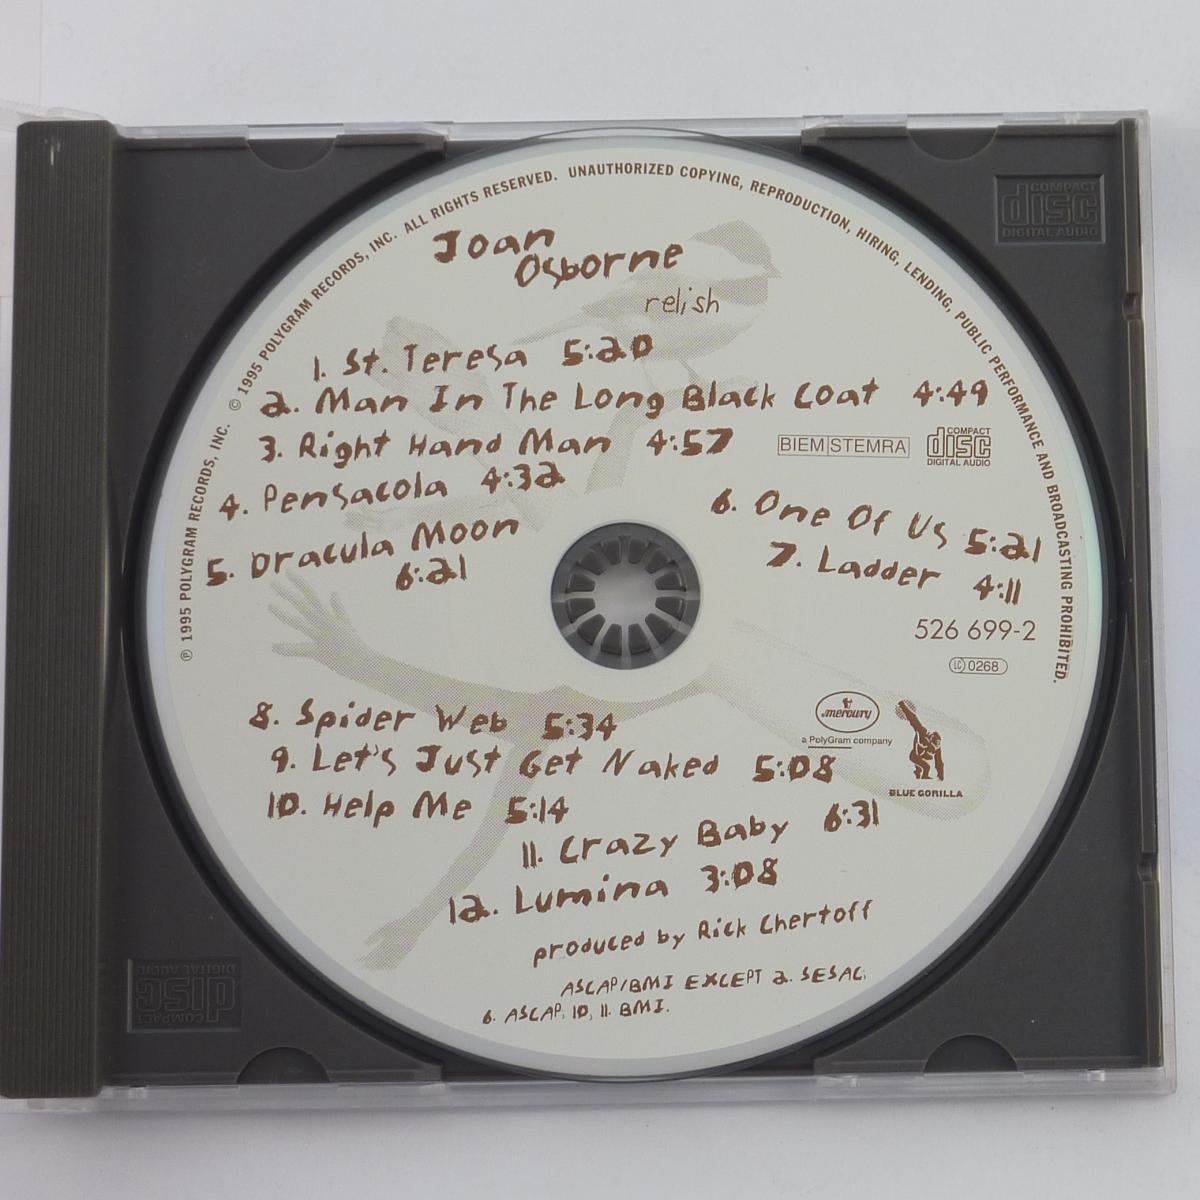 ℗ 1995 POLYGRAM RECORDS, INC. © 1995 POLYGRAM RECORDS, INC. ALL RIGHTS RESERVED. UNAUTHORIZED COPYING, REPRODUCTION, HIRING, LENDING, PUBLIC PERFORMANCE AND BROADCASTING PROHIBITED.
COMPACT
disc
DIGITAL AUDIO
Joan
Osborne
relish
1. St. Teresa 5:20
2. Man In The Long Black Coat 4:49
3. Right Hand Man 4:57
BIEM STEMRA
COMPACT
disc
DIGITAL AUDIO
4. Pensacola 4:32
5. Dracula Moon
6:21
6. One Of Us 5:21
7. Ladder 4:11
526 699-2
LC 0268
8. Spider Web 5:34
9. Let's Just Get Naked 5:08
10. Help Me 5:14
11. Crazy Baby 6:31
12. Lumina 3:08
mercury
a PolyGram company
BLUE GORILLA
produced by Rick Chertoff
ASCAP/BMI EXCEPT 2. SESAC;
6. ASCAP; 10, 11. BMI.
COMPACT
disc
DIGITAL AUDIO